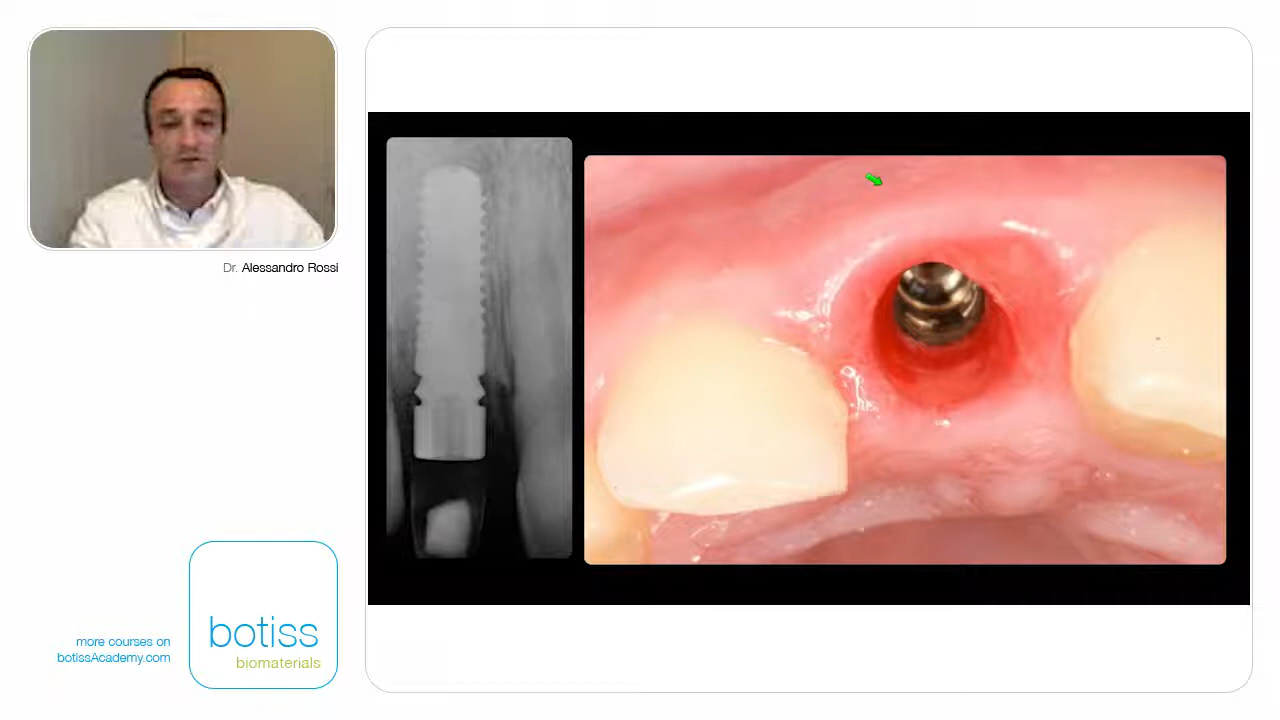 Dr. Alessandro Rossi
more courses on
botissAcademy.com
botiss
biomaterials